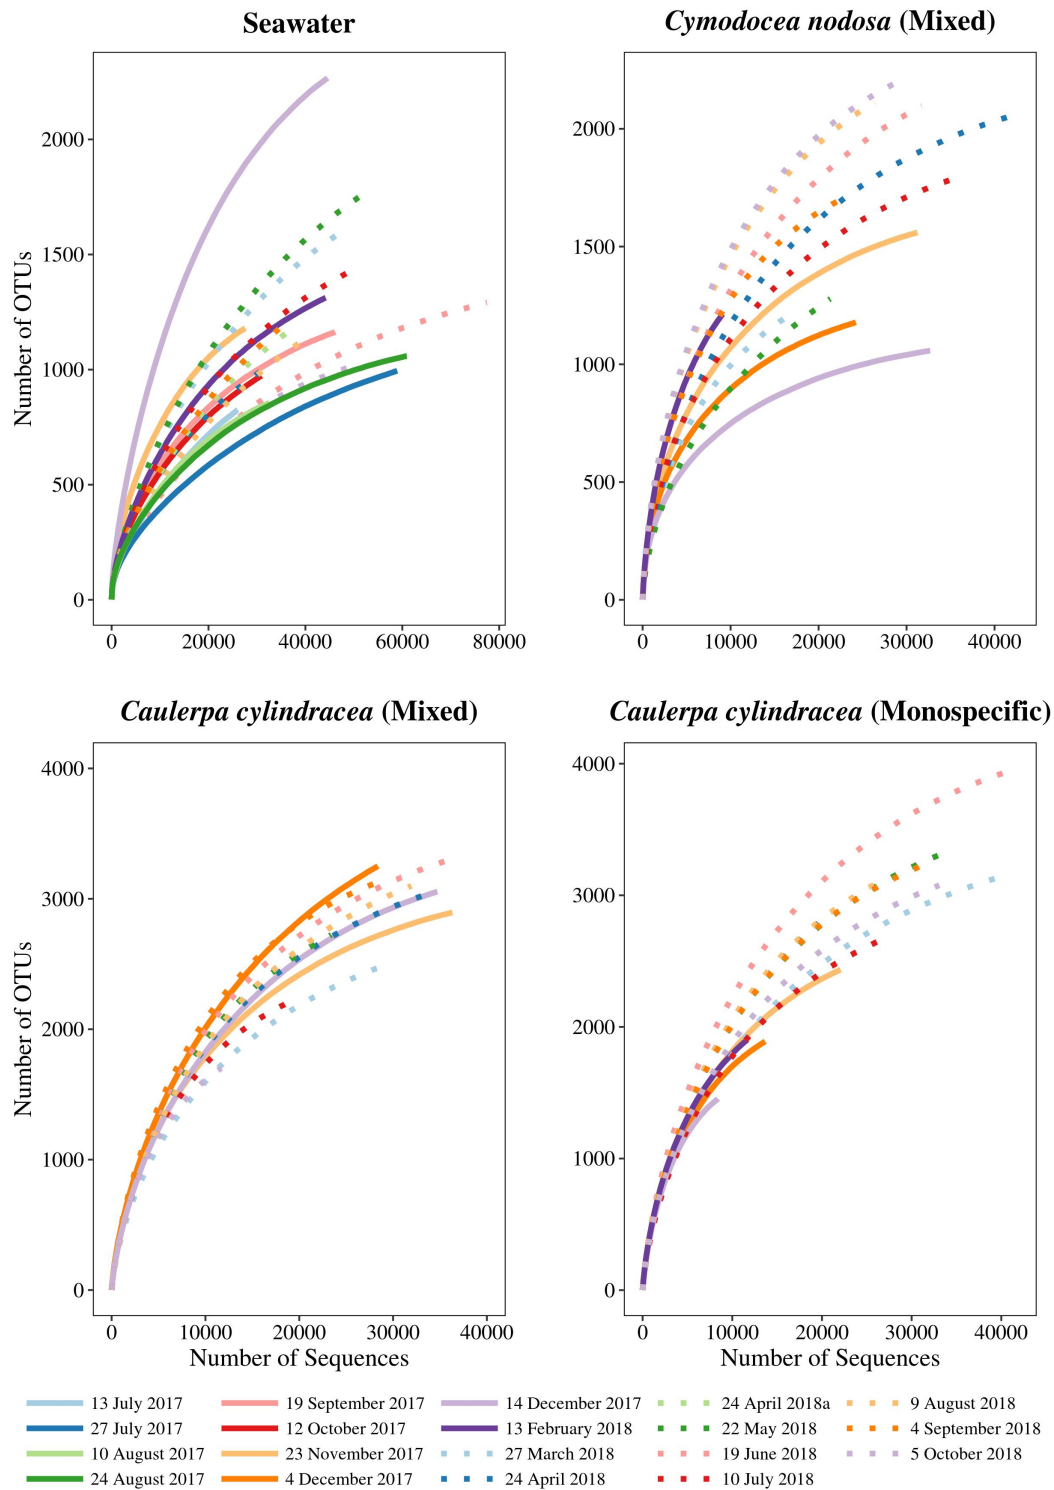 Seawater
Cymodocea nodosa (Mixed)
Number of OTUs
2000
1500
1000
500
0
0
20000
40000
60000
80000
2000
1500
1000
500
0
0
10000
20000
30000
40000
Caulerpa cylindracea (Mixed)
Caulerpa cylindracea (Monospecific)
Number of OTUs
4000
3000
2000
1000
0
0
10000
20000
30000
40000
Number of Sequences
4000
3000
2000
1000
0
0
10000
20000
30000
40000
Number of Sequences
13 July 2017
27 July 2017
10 August 2017
24 August 2017
19 September 2017
12 October 2017
23 November 2017
4 December 2017
14 December 2017
13 February 2018
27 March 2018
24 April 2018
24 April 2018a
22 May 2018
19 June 2018
10 July 2018
9 August 2018
4 September 2018
5 October 2018